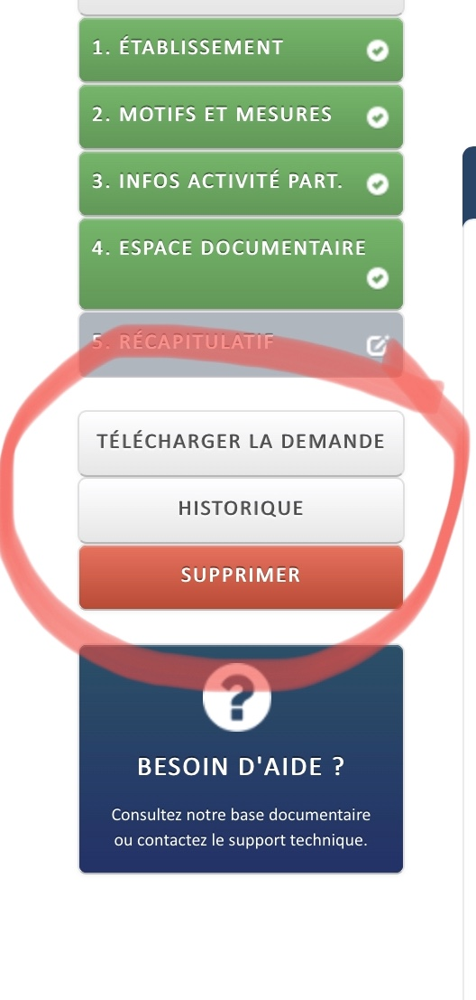 1. ÉTABLISSEMENT
2. MOTIFS ET MESURES
3. INFOS ACTIVITÉ PART.
4. ESPACE DOCUMENTAIRE
5. RÉCAPITULATIF
TÉLÉCHARGER LA DEMANDE
HISTORIQUE
SUPPRIMER
?
BESOIN D'AIDE ?
Consultez notre base documentaire
ou contactez le support technique.